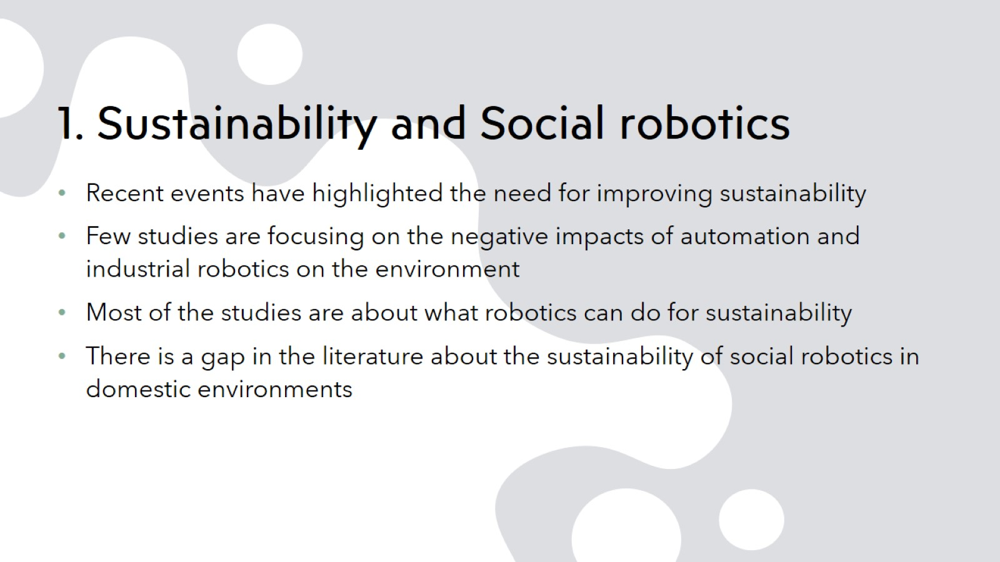 1. Sustainability and Social robotics
• Recent events have highlighted the need for improving sustainability
• Few studies are focusing on the negative impacts of automation and
industrial robotics on the environment
• Most of the studies are about what robotics can do for sustainability
• There is a gap in the literature about the sustainability of social robotics in
domestic environments